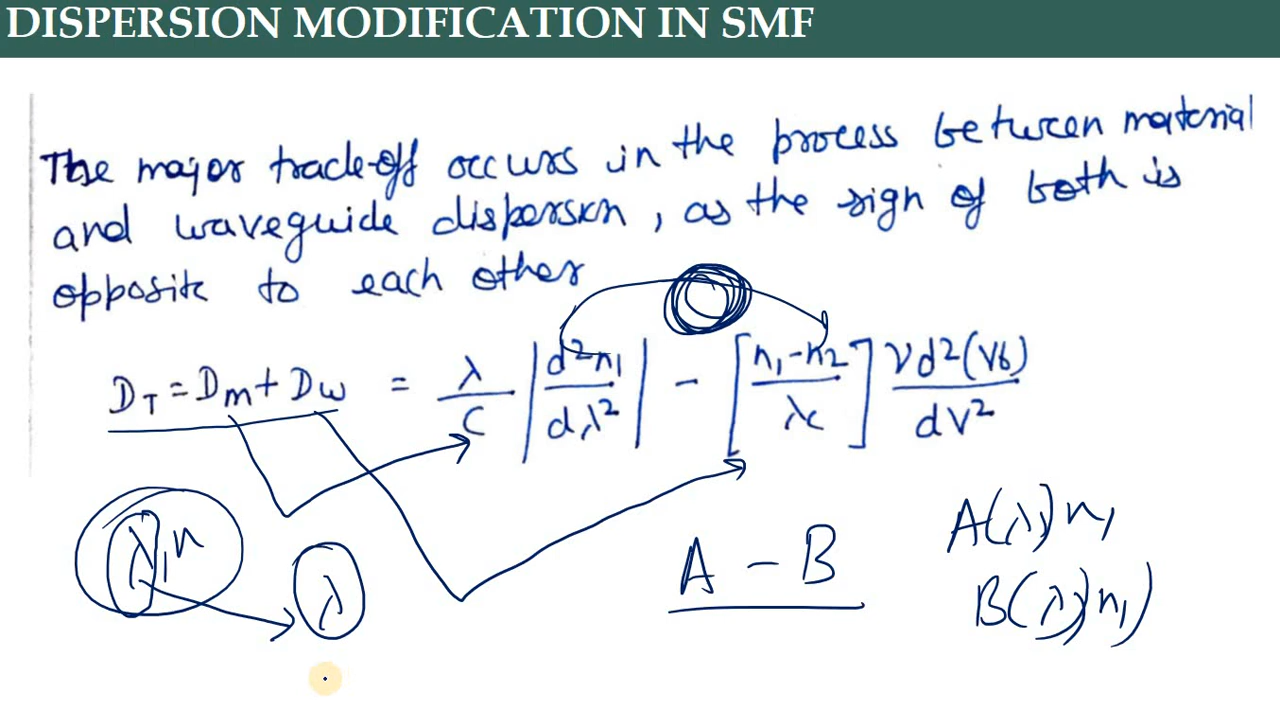 DISPERSION MODIFICATION IN SMF
The major trade-off occurs in the process between material
and waveguide dispersion, as the sign of both is
opposite to each other
D_T = D_m + D_w = λ/C |d²n₁/dλ²| − [n₁−n₂/λc] Vd²(Vb)/dV²
λ, n
λ
A − B
A(λ, n₁
B(λ, n₁)